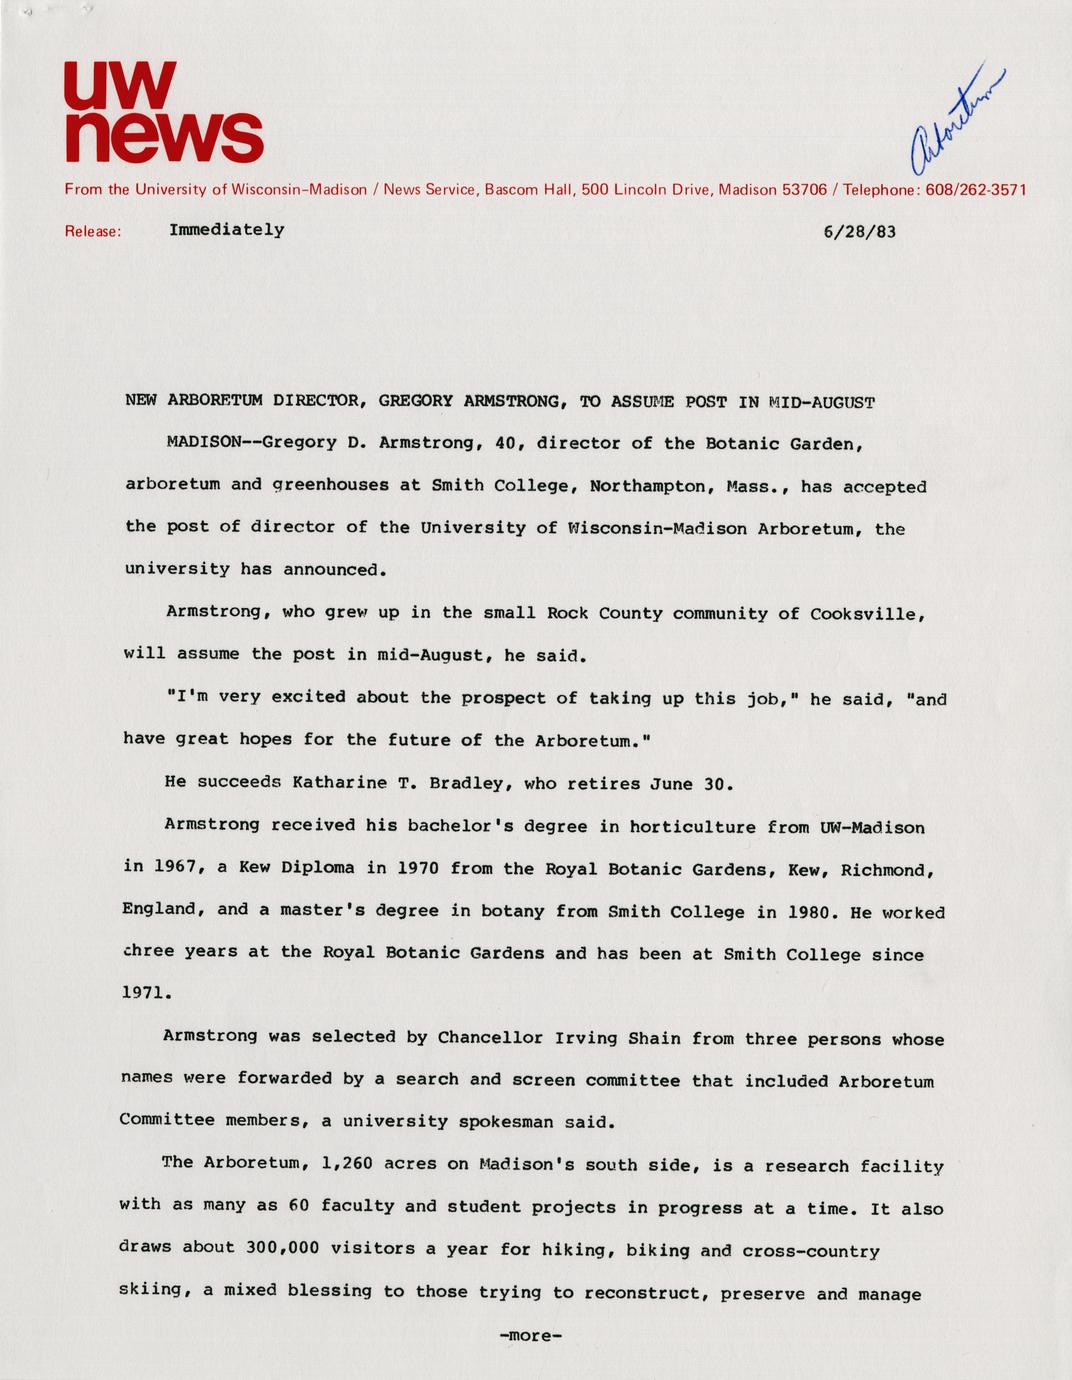 uw
news
Arboretum
From the University of Wisconsin-Madison / News Service, Bascom Hall, 500 Lincoln Drive, Madison 53706 / Telephone: 608/262-3571
Release: Immediately 6/28/83
NEW ARBORETUM DIRECTOR, GREGORY ARMSTRONG, TO ASSUME POST IN MID-AUGUST
MADISON--Gregory D. Armstrong, 40, director of the Botanic Garden,
arboretum and greenhouses at Smith College, Northampton, Mass., has accepted
the post of director of the University of Wisconsin-Madison Arboretum, the
university has announced.
Armstrong, who grew up in the small Rock County community of Cooksville,
will assume the post in mid-August, he said.
"I'm very excited about the prospect of taking up this job," he said, "and
have great hopes for the future of the Arboretum."
He succeeds Katharine T. Bradley, who retires June 30.
Armstrong received his bachelor's degree in horticulture from UW-Madison
in 1967, a Kew Diploma in 1970 from the Royal Botanic Gardens, Kew, Richmond,
England, and a master's degree in botany from Smith College in 1980. He worked
three years at the Royal Botanic Gardens and has been at Smith College since
1971.
Armstrong was selected by Chancellor Irving Shain from three persons whose
names were forwarded by a search and screen committee that included Arboretum
Committee members, a university spokesman said.
The Arboretum, 1,260 acres on Madison's south side, is a research facility
with as many as 60 faculty and student projects in progress at a time. It also
draws about 300,000 visitors a year for hiking, biking and cross-country
skiing, a mixed blessing to those trying to reconstruct, preserve and manage
-more-